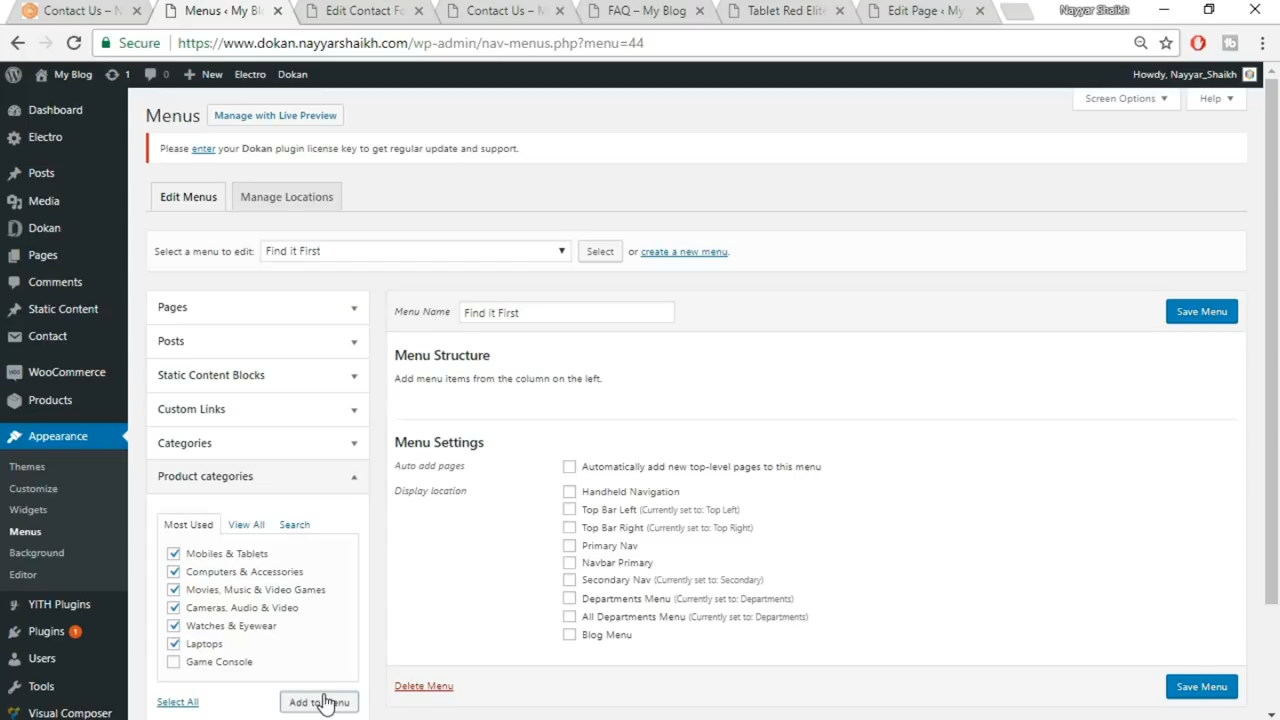 Contact Us – N
Menus ‹ My Bl
Edit Contact Fo
Contact Us – M
FAQ – My Blog
Tablet Red Elite
Edit Page ‹ My
Nayyar Shaikh
Secure
https://www.dokan.nayyarshaikh.com/wp-admin/nav-menus.php?menu=44
My Blog
1
0
New
Electro
Dokan
Howdy, Nayyar_Shaikh
Dashboard
Electro
Posts
Media
Dokan
Pages
Comments
Static Content
Contact
WooCommerce
Products
Appearance
Themes
Customize
Widgets
Menus
Background
Editor
YITH Plugins
Plugins 1
Users
Tools
Visual Composer
Screen Options
Help
Menus
Manage with Live Preview
Please enter your Dokan plugin license key to get regular update and support.
Edit Menus
Manage Locations
Select a menu to edit:
Find it First
Select
or create a new menu.
Pages
Posts
Static Content Blocks
Custom Links
Categories
Product categories
Most Used
View All
Search
Mobiles & Tablets
Computers & Accessories
Movies, Music & Video Games
Cameras, Audio & Video
Watches & Eyewear
Laptops
Game Console
Select All
Add to Menu
Menu Name
Find it First
Save Menu
Menu Structure
Add menu items from the column on the left.
Menu Settings
Auto add pages
Automatically add new top-level pages to this menu
Display location
Handheld Navigation
Top Bar Left (Currently set to: Top Left)
Top Bar Right (Currently set to: Top Right)
Primary Nav
Navbar Primary
Secondary Nav (Currently set to: Secondary)
Departments Menu (Currently set to: Departments)
All Departments Menu (Currently set to: Departments)
Blog Menu
Delete Menu
Save Menu